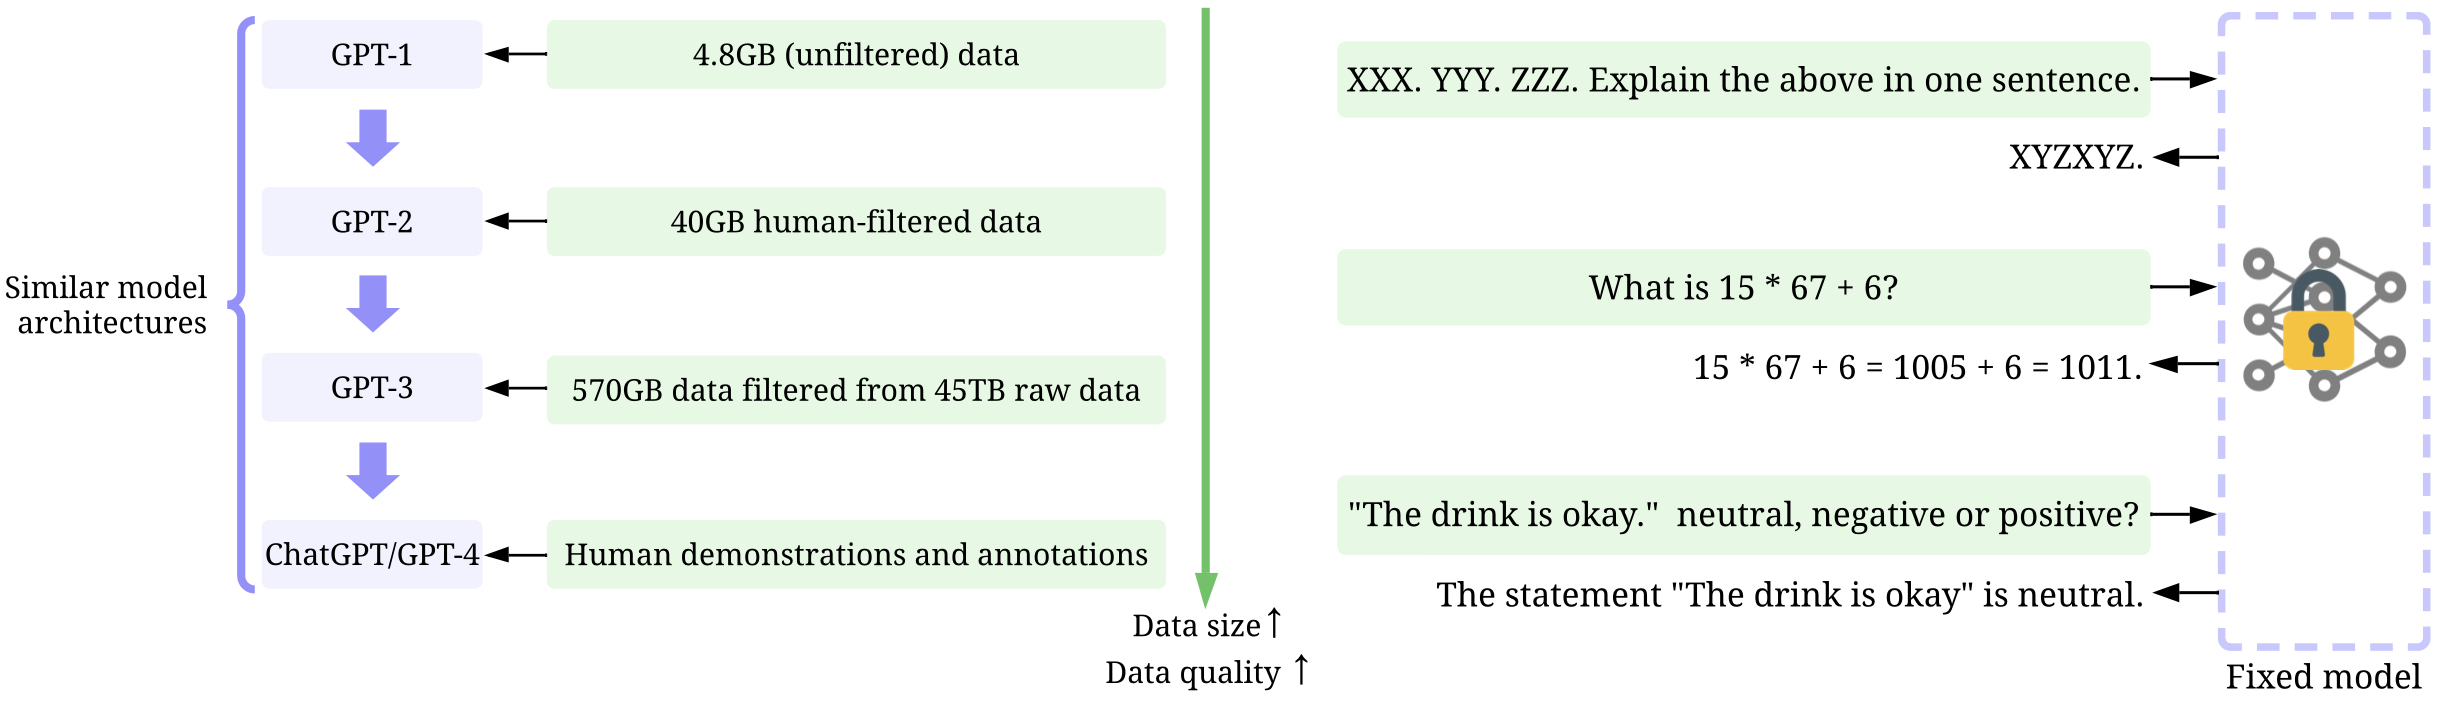 GPT-1
4.8GB (unfiltered) data
GPT-2
40GB human-filtered data
Similar model
architectures
GPT-3
570GB data filtered from 45TB raw data
ChatGPT/GPT-4
Human demonstrations and annotations
Data size↑
Data quality ↑
XXX. YYY. ZZZ. Explain the above in one sentence.
XYZXYZ.
What is 15 * 67 + 6?
15 * 67 + 6 = 1005 + 6 = 1011.
"The drink is okay."  neutral, negative or positive?
The statement "The drink is okay" is neutral.
Fixed model